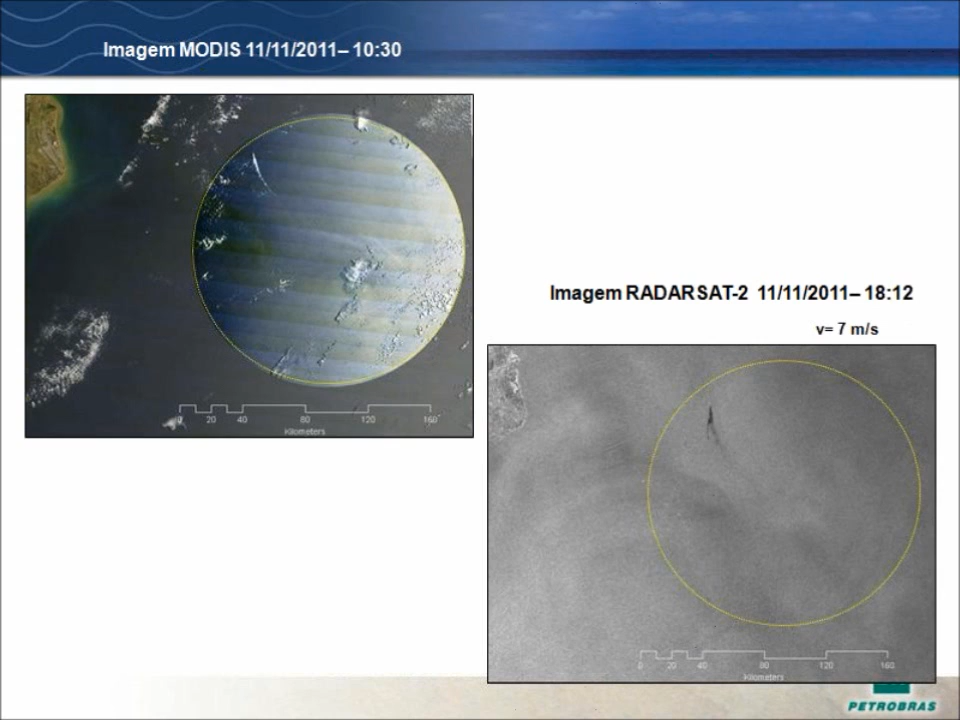 Imagem MODIS 11/11/2011– 10:30
0 20 40 80 120 160
Kilometers
Imagem RADARSAT-2 11/11/2011– 18:12
v= 7 m/s
0 20 40 80 120 160
Kilometers
PETROBRAS